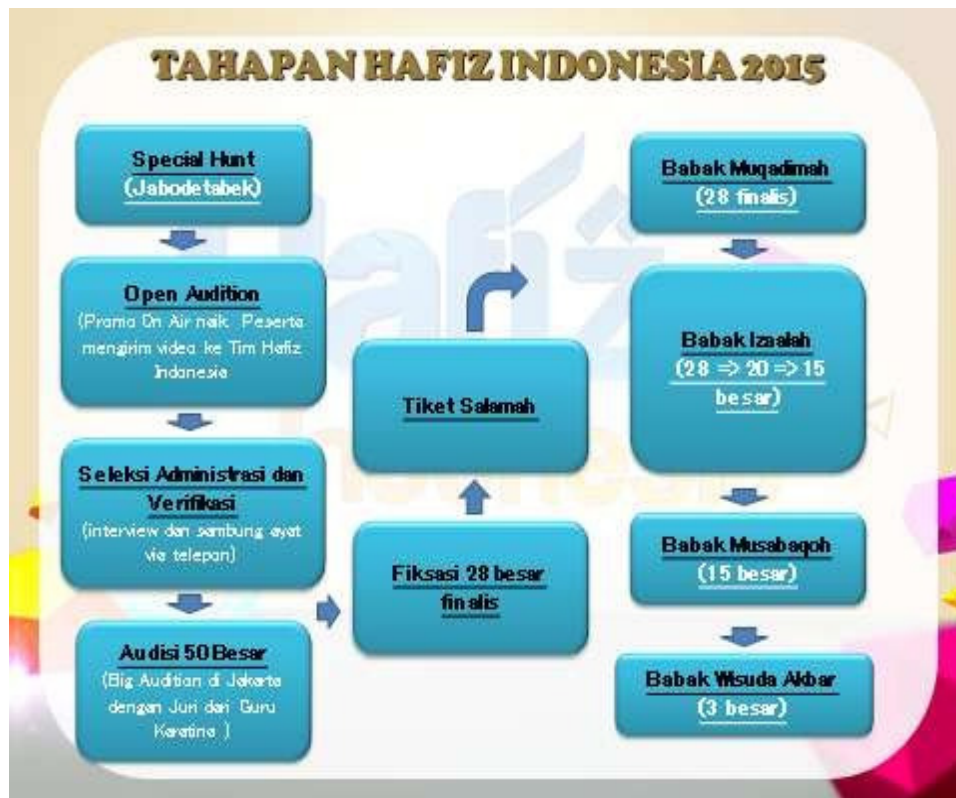 TAHAPAN HAFIZ INDONESIA 2015
Special Hunt
(Jabodetabek)
Open Audition
(Promo On Air naik. Peserta
mengirim video ke Tim Hafiz
Indonesia
Seleksi Administrasi dan
Verifikasi
(interview dan sambung ayat
via telepon)
Audisi 50 Besar
(Big Audition di Jakarta
dengan Juri dari Guru
Karatina )
Fiksasi 28 besar
finalis
Tiket Salamah
Babak Muqadimah
(28 finalis)
Babak Izaalah
(28 => 20 => 15
besar)
Babak Musabaqoh
(15 besar)
Babak Wisuda Akbar
(3 besar)
Hafiz